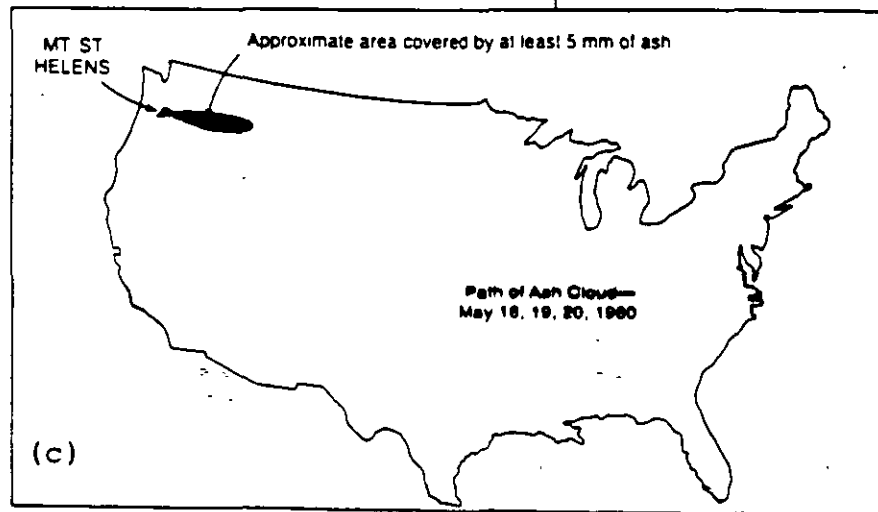 MT ST
HELENS
Approximate area covered by at least 5 mm of ash
Path of Ash Cloud—
May 18, 19, 20, 1980
(c)